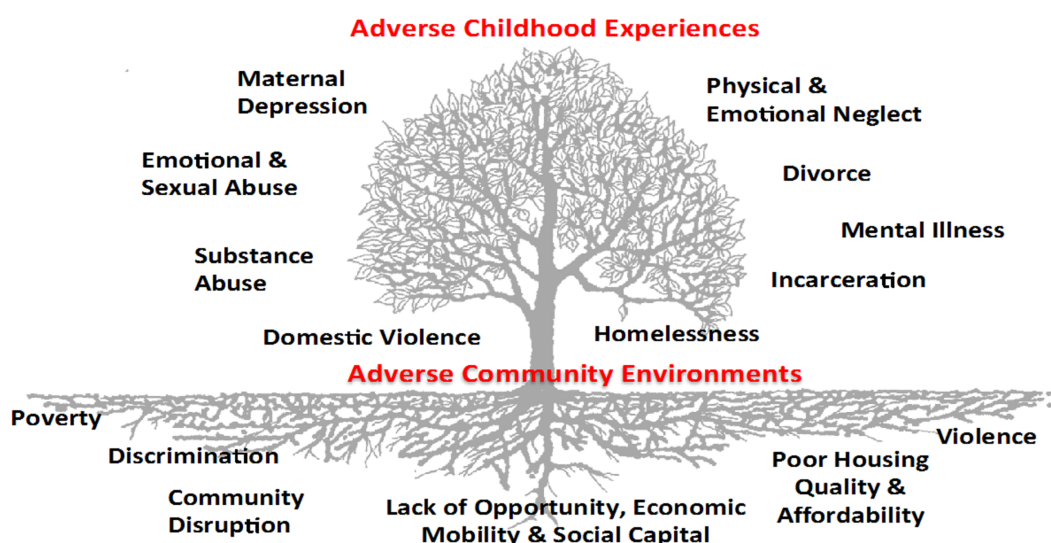 Adverse Childhood Experiences
Maternal
Depression
Physical &
Emotional Neglect
Emotional &
Sexual Abuse
Divorce
Mental Illness
Substance
Abuse
Incarceration
Domestic Violence
Homelessness
Adverse Community Environments
Poverty
Violence
Discrimination
Poor Housing
Quality &
Affordability
Community
Disruption
Lack of Opportunity, Economic
Mobility & Social Capital